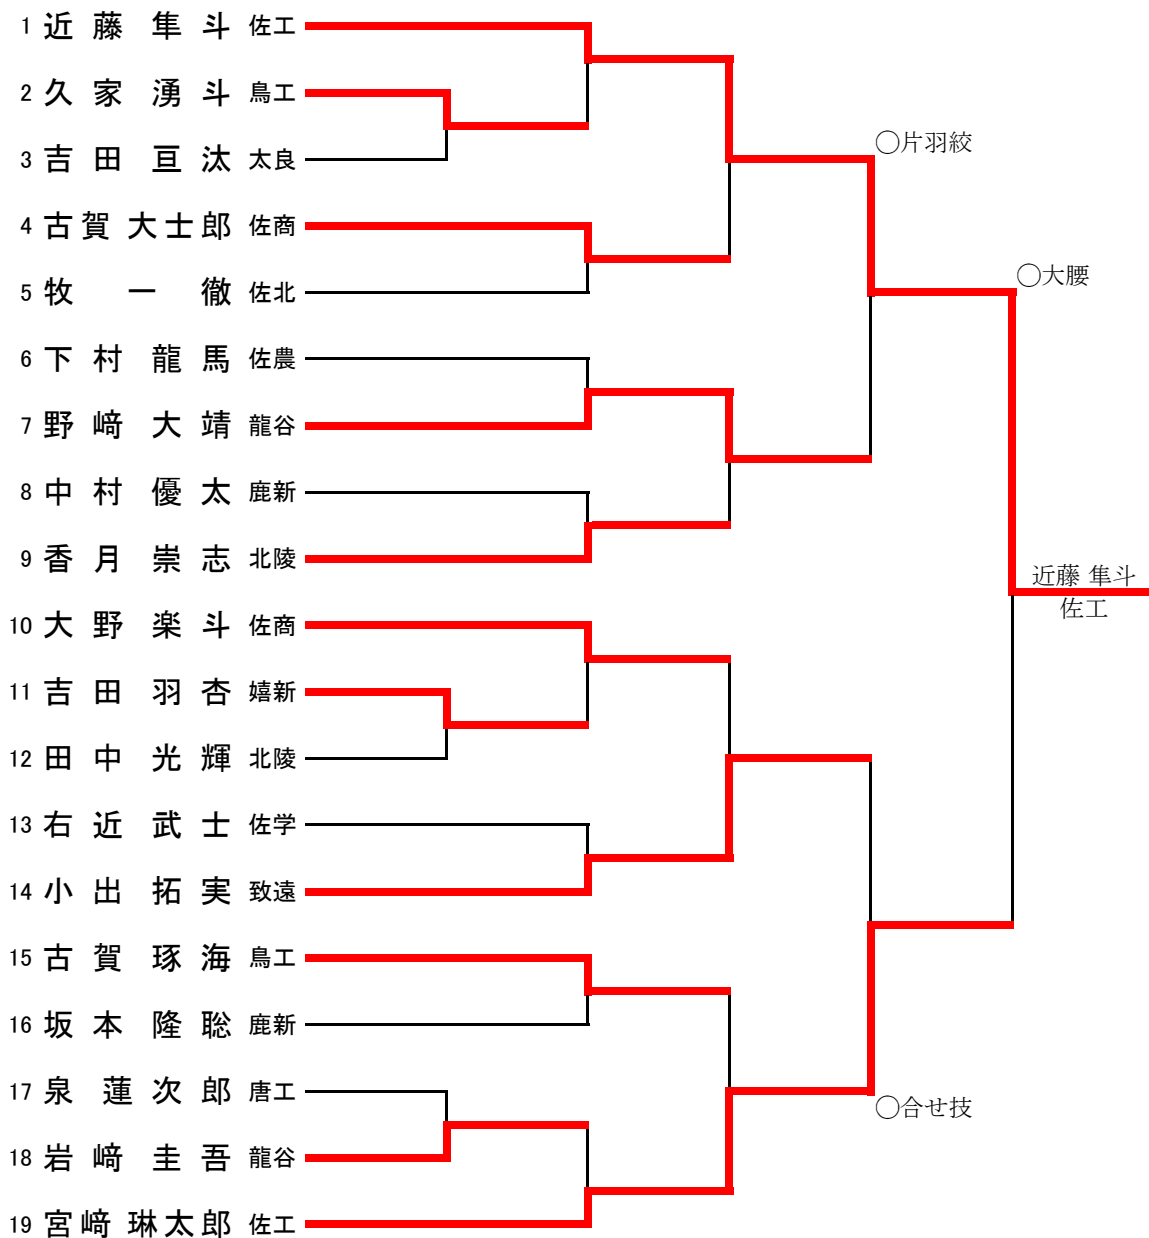 1 近藤 隼斗 佐工
2 久家 湧斗 鳥工
3 吉田 亘汰 太良
4 古賀 大士郎 佐商
5 牧 一徹 佐北
6 下村 龍馬 佐農
7 野﨑 大靖 龍谷
8 中村 優太 鹿新
9 香月 崇志 北陵
10 大野 楽斗 佐商
11 吉田 羽杏 嬉新
12 田中 光輝 北陵
13 右近 武士 佐学
14 小出 拓実 致遠
15 古賀 琢海 鳥工
16 坂本 隆聡 鹿新
17 泉 蓮次郎 唐工
18 岩﨑 圭吾 龍谷
19 宮﨑 琳太郎 佐工
〇片羽絞
〇大腰
〇合せ技
近藤 隼斗
佐工